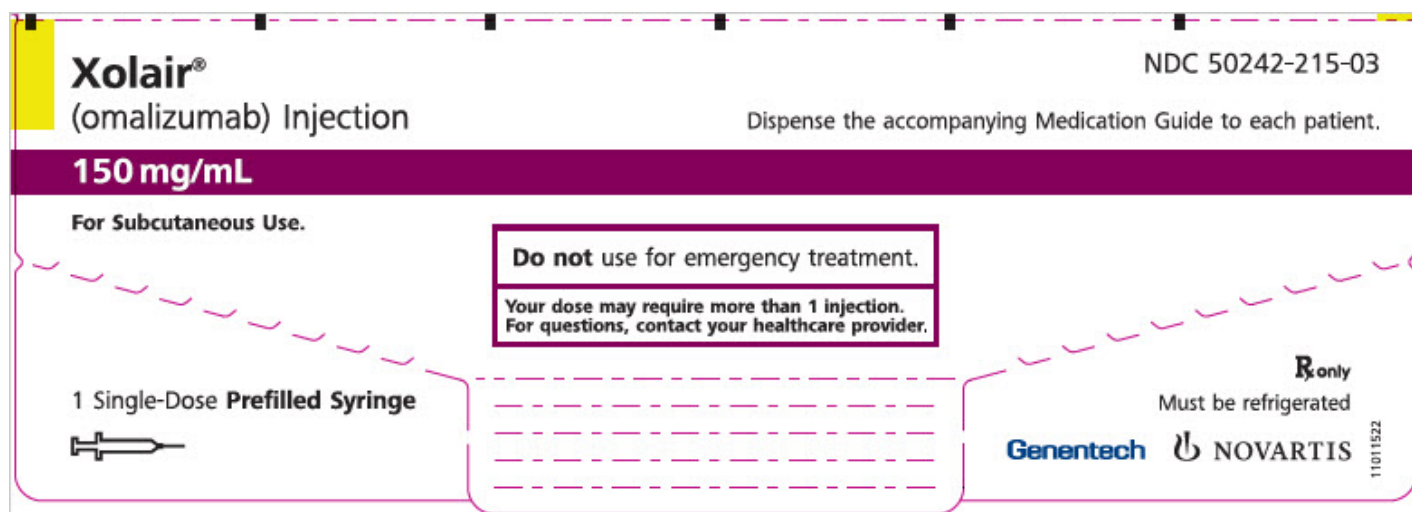 Xolair®
(omalizumab) Injection
NDC 50242-215-03
Dispense the accompanying Medication Guide to each patient.
150 mg/mL
For Subcutaneous Use.
Do not use for emergency treatment.
Your dose may require more than 1 injection.
For questions, contact your healthcare provider.
1 Single-Dose Prefilled Syringe
Rx only
Must be refrigerated
Genentech
NOVARTIS
11011522